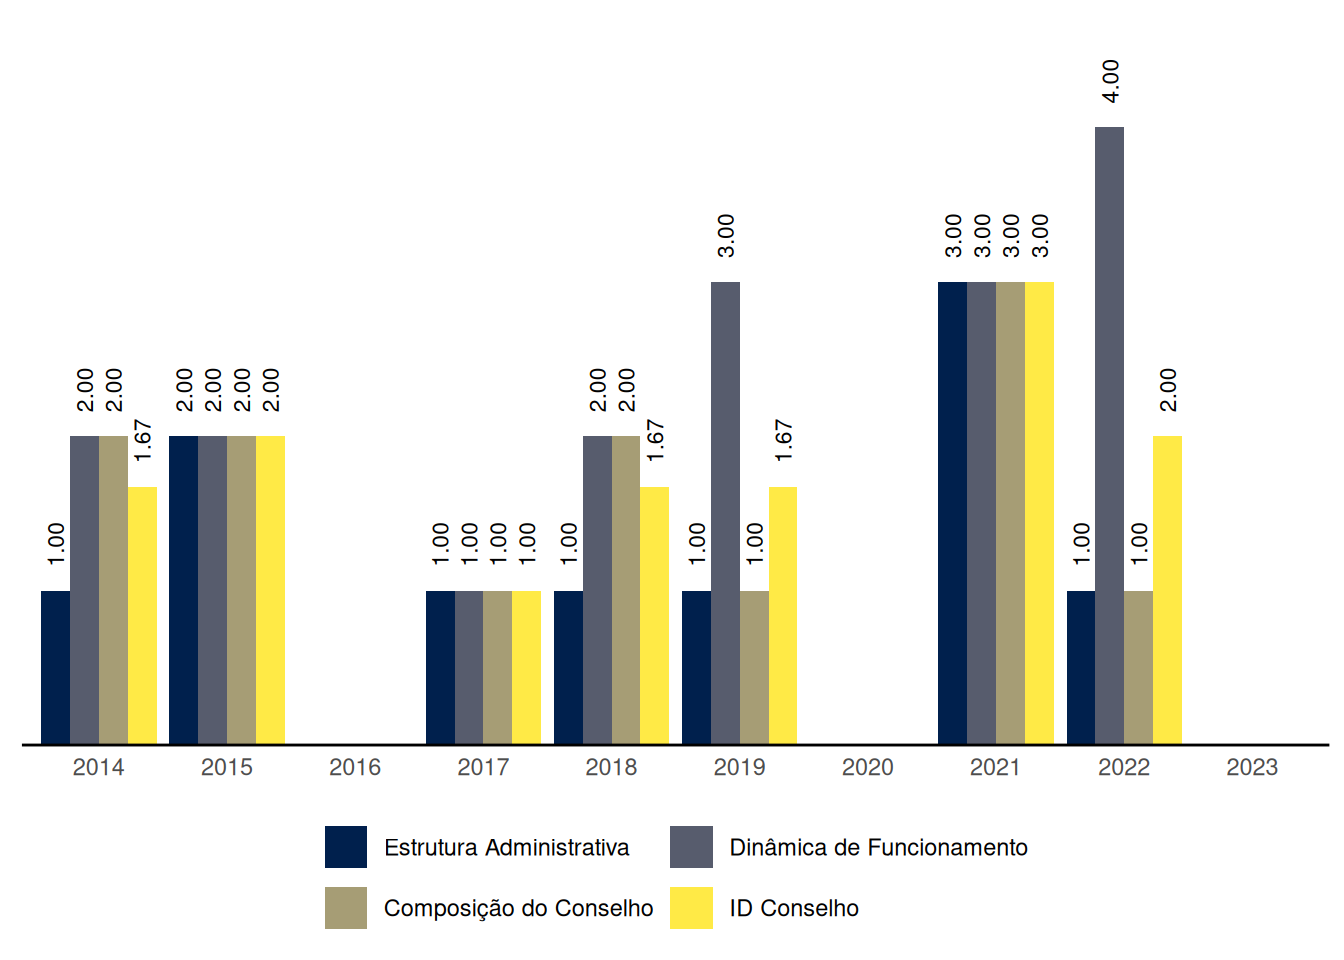 4.00
3.00 3.00 3.00 3.00 3.00
2.00 2.00 2.00 2.00 2.00 2.00 2.00 2.00 2.00
1.67 1.67 1.67
1.00 1.00 1.00 1.00 1.00 1.00 1.00 1.00 1.00 1.00
2014 2015 2016 2017 2018 2019 2020 2021 2022 2023
Estrutura Administrativa Dinâmica de Funcionamento
Composição do Conselho ID Conselho